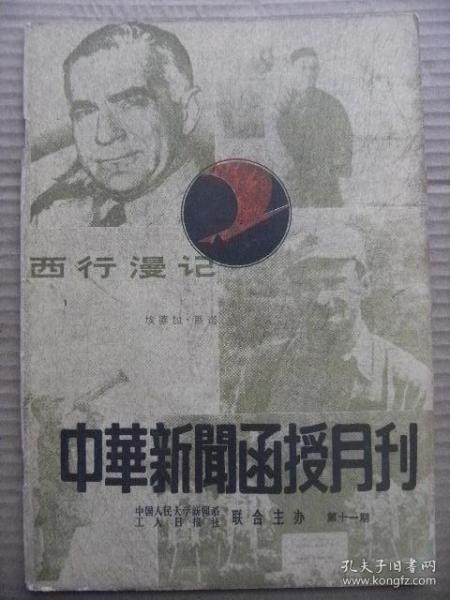 西行漫记
埃德加·斯诺
中華新聞函授月刊
中国人民大学新闻系
工人日报社
联合主办 第十一期
孔夫子旧书网
www.kongfz.com